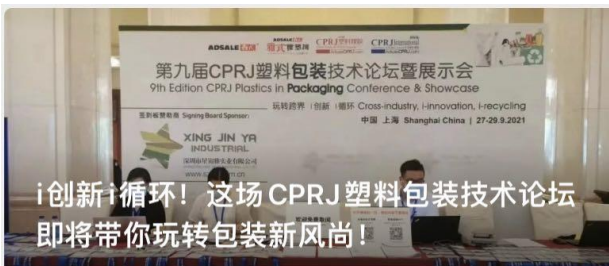 ADSALE 雅式 CPRJ CPRJ
第九届CPRJ塑料包装技术论坛暨展示会
9th Edition CPRJ Plastics in Packaging Conference & Showcase
玩转跨界 i创新 i循环 Cross-industry, i-innovation, i-recycling
中国 上海 Shanghai China | 27-29.9.2021
签到板赞助商 Signing Board Sponsor:
XING JIN YA
INDUSTRIAL
i创新i循环！这场CPRJ塑料包装技术论坛
即将带你玩转包装新风尚！